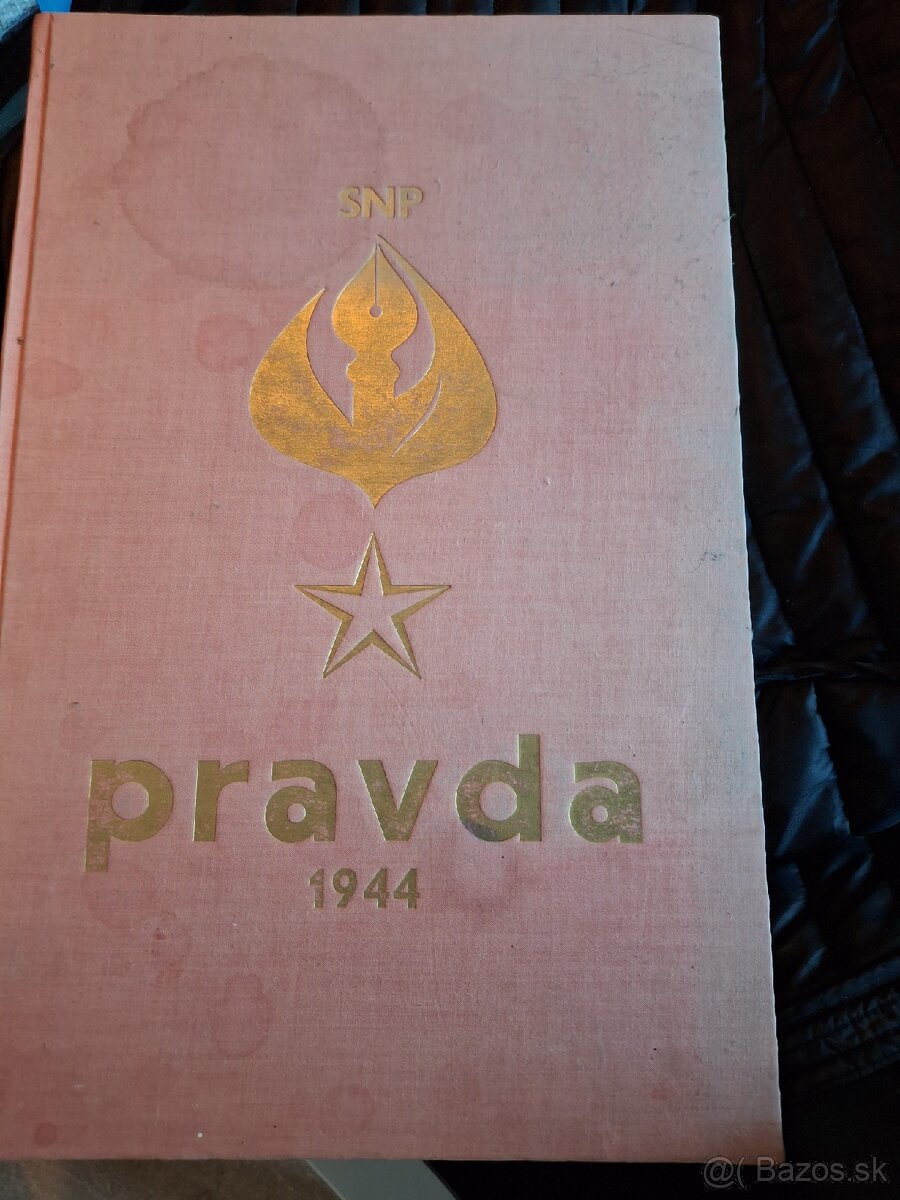 SNP
pravda
1944
@( Bazos.sk